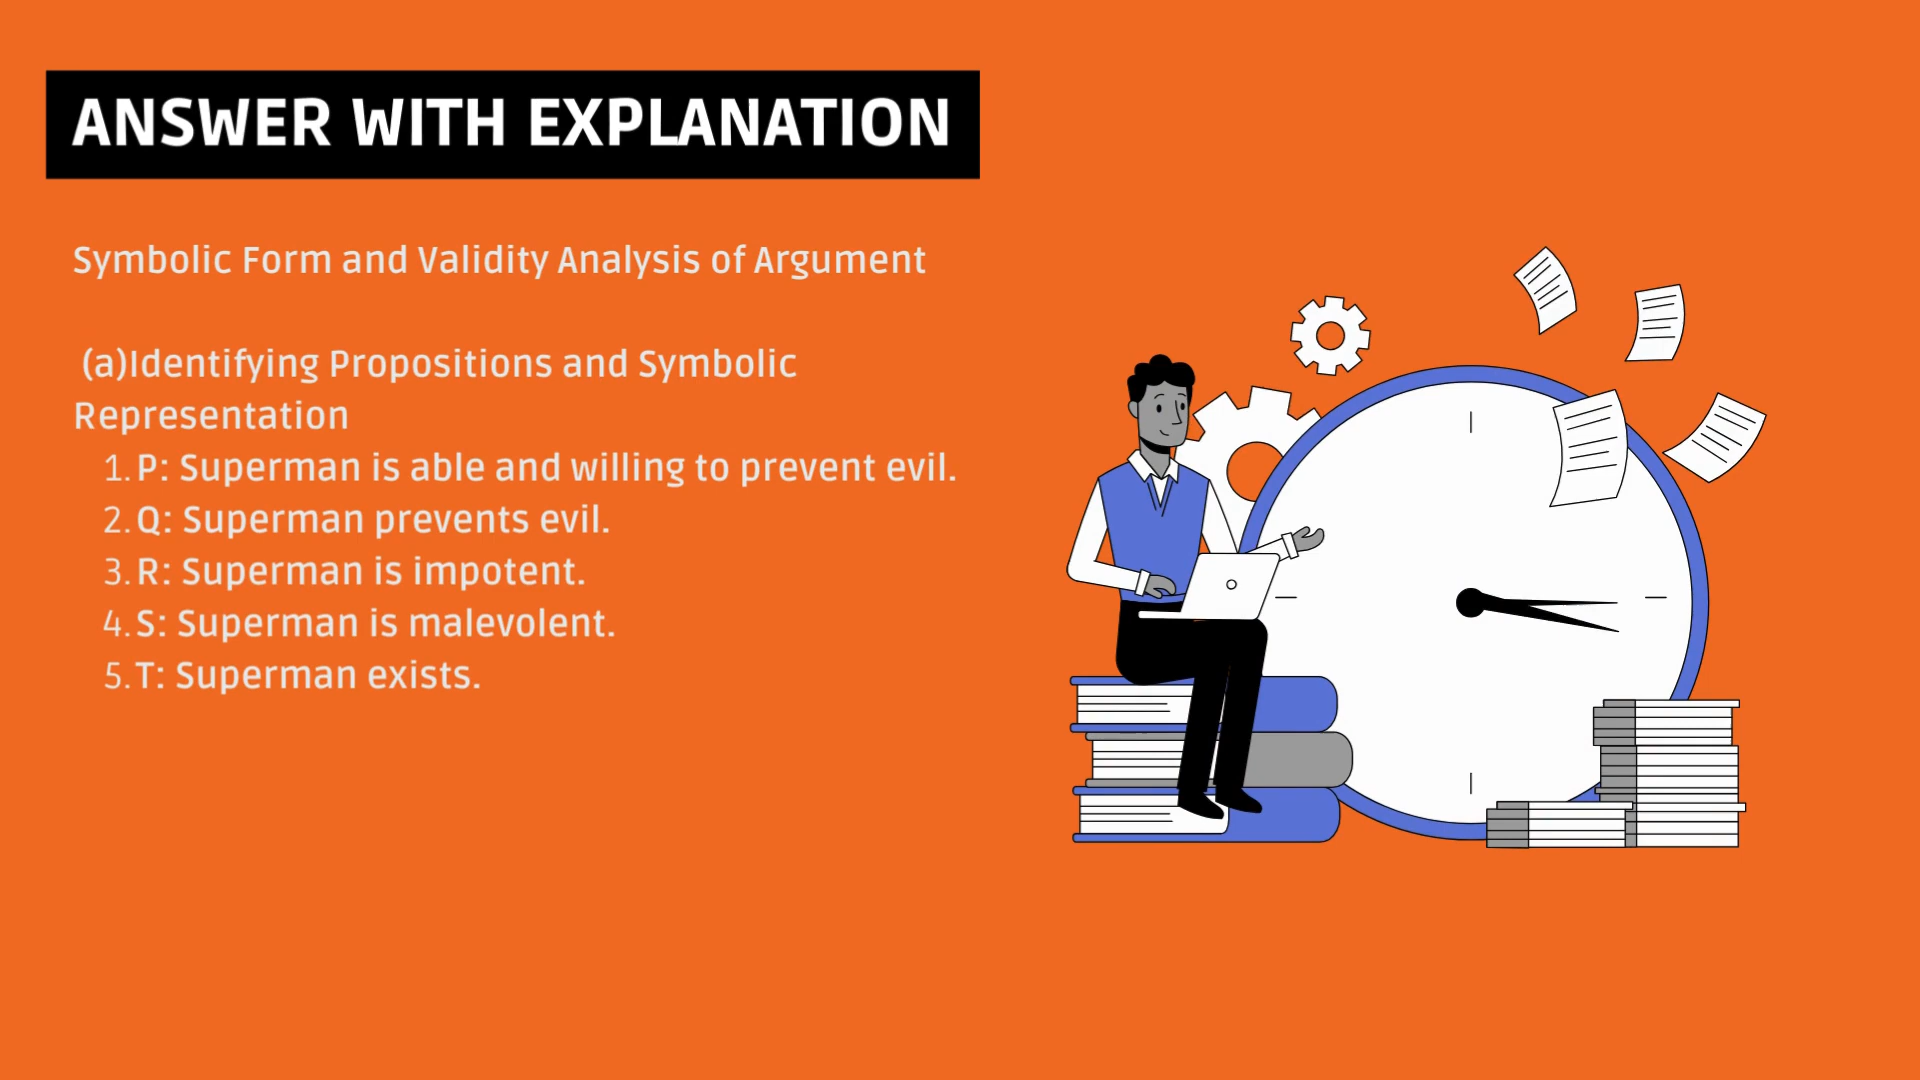 ANSWER WITH EXPLANATION
Symbolic Form and Validity Analysis of Argument
(a)Identifying Propositions and Symbolic
Representation
1. P: Superman is able and willing to prevent evil.
2. Q: Superman prevents evil.
3. R: Superman is impotent.
4. S: Superman is malevolent.
5. T: Superman exists.